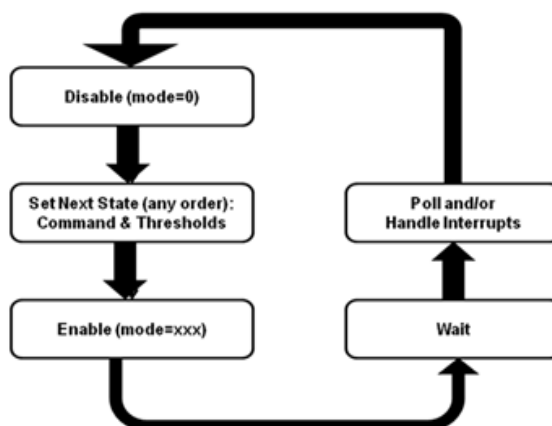 Disable (mode=0)
Set Next State (any order):
Command & Thresholds
Enable (mode=xxx)
Poll and/or
Handle Interrupts
Wait